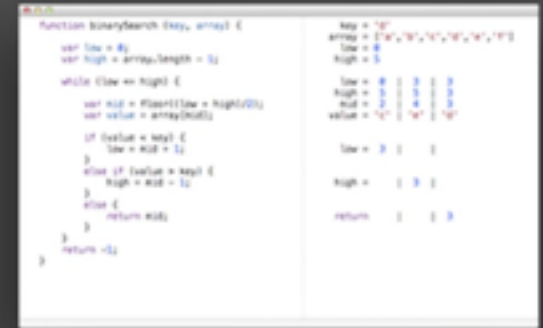 function binarySearch (key, array) {
key = "d"
array = ["a","b","c","d","e","f"]
var low = 0;
low = 0
var high = array.length - 1;
high = 5
while (low <= high) {
low = 0 | 3 | 3
high = 5 | 5 | 3
var mid = floor((low + high)/2);
mid = 2 | 4 | 3
var value = array[mid];
value = "c" | "e" | "d"
if (value < key) {
low = mid + 1;
low = 3 | |
}
else if (value > key) {
high = mid - 1;
high = | 3 |
}
else {
return mid;
return | | 3
}
}
return -1;
}